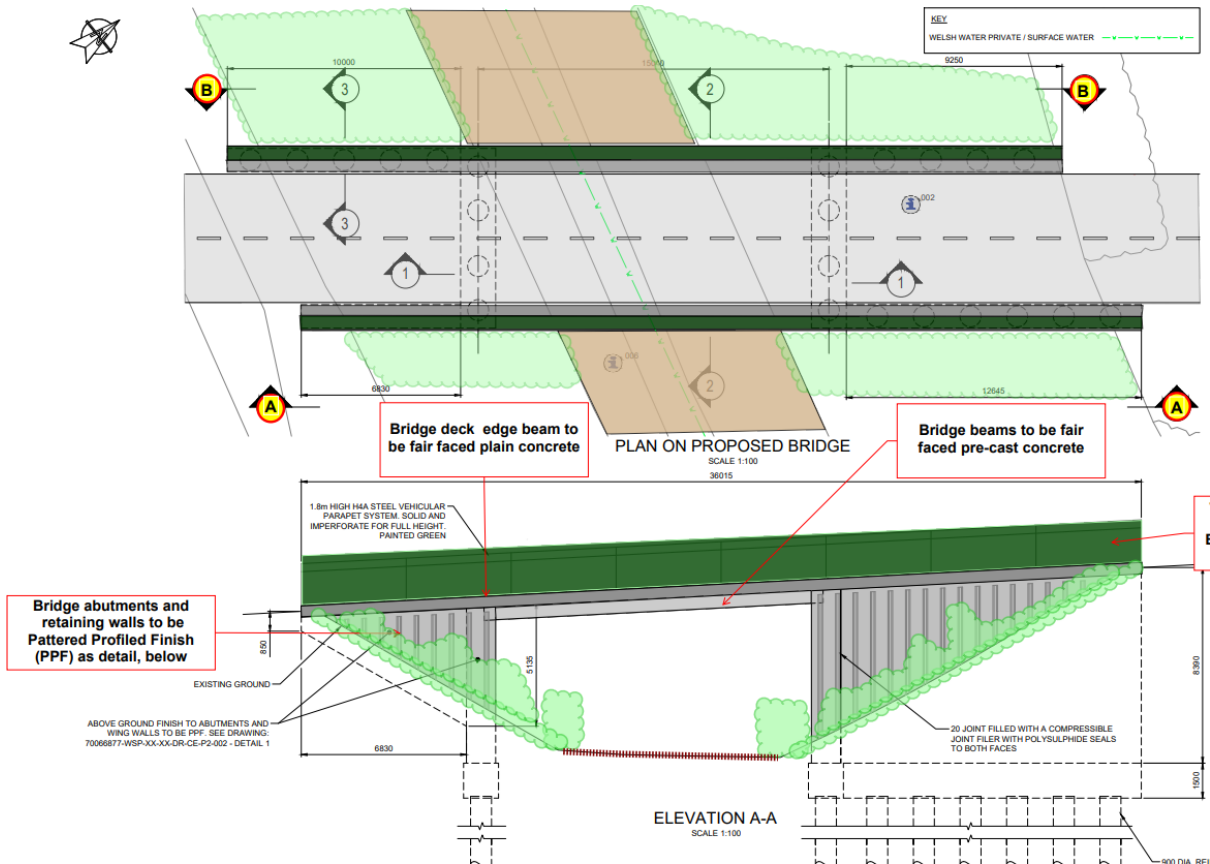 KEY
WELSH WATER PRIVATE / SURFACE WATER
10000
9250
B
3
2
B
002
3
1
1
006
2
6830
12645
A
A
Bridge deck edge beam to
be fair faced plain concrete
PLAN ON PROPOSED BRIDGE
SCALE 1:100
Bridge beams to be fair
faced pre-cast concrete
36015
1.8m HIGH H4A STEEL VEHICULAR
PARAPET SYSTEM. SOLID AND
IMPERFORATE FOR FULL HEIGHT.
PAINTED GREEN
Bridge abutments and
retaining walls to be
Pattered Profiled Finish
(PPF) as detail, below
850
EXISTING GROUND
5135
8390
ABOVE GROUND FINISH TO ABUTMENTS AND
WING WALLS TO BE PPF. SEE DRAWING:
70066877-WSP-XX-XX-DR-CE-P2-002 - DETAIL 1
20 JOINT FILLED WITH A COMPRESSIBLE
JOINT FILER WITH POLYSULPHIDE SEALS
TO BOTH FACES
6830
1500
ELEVATION A-A
SCALE 1:100
900 DIA. REI